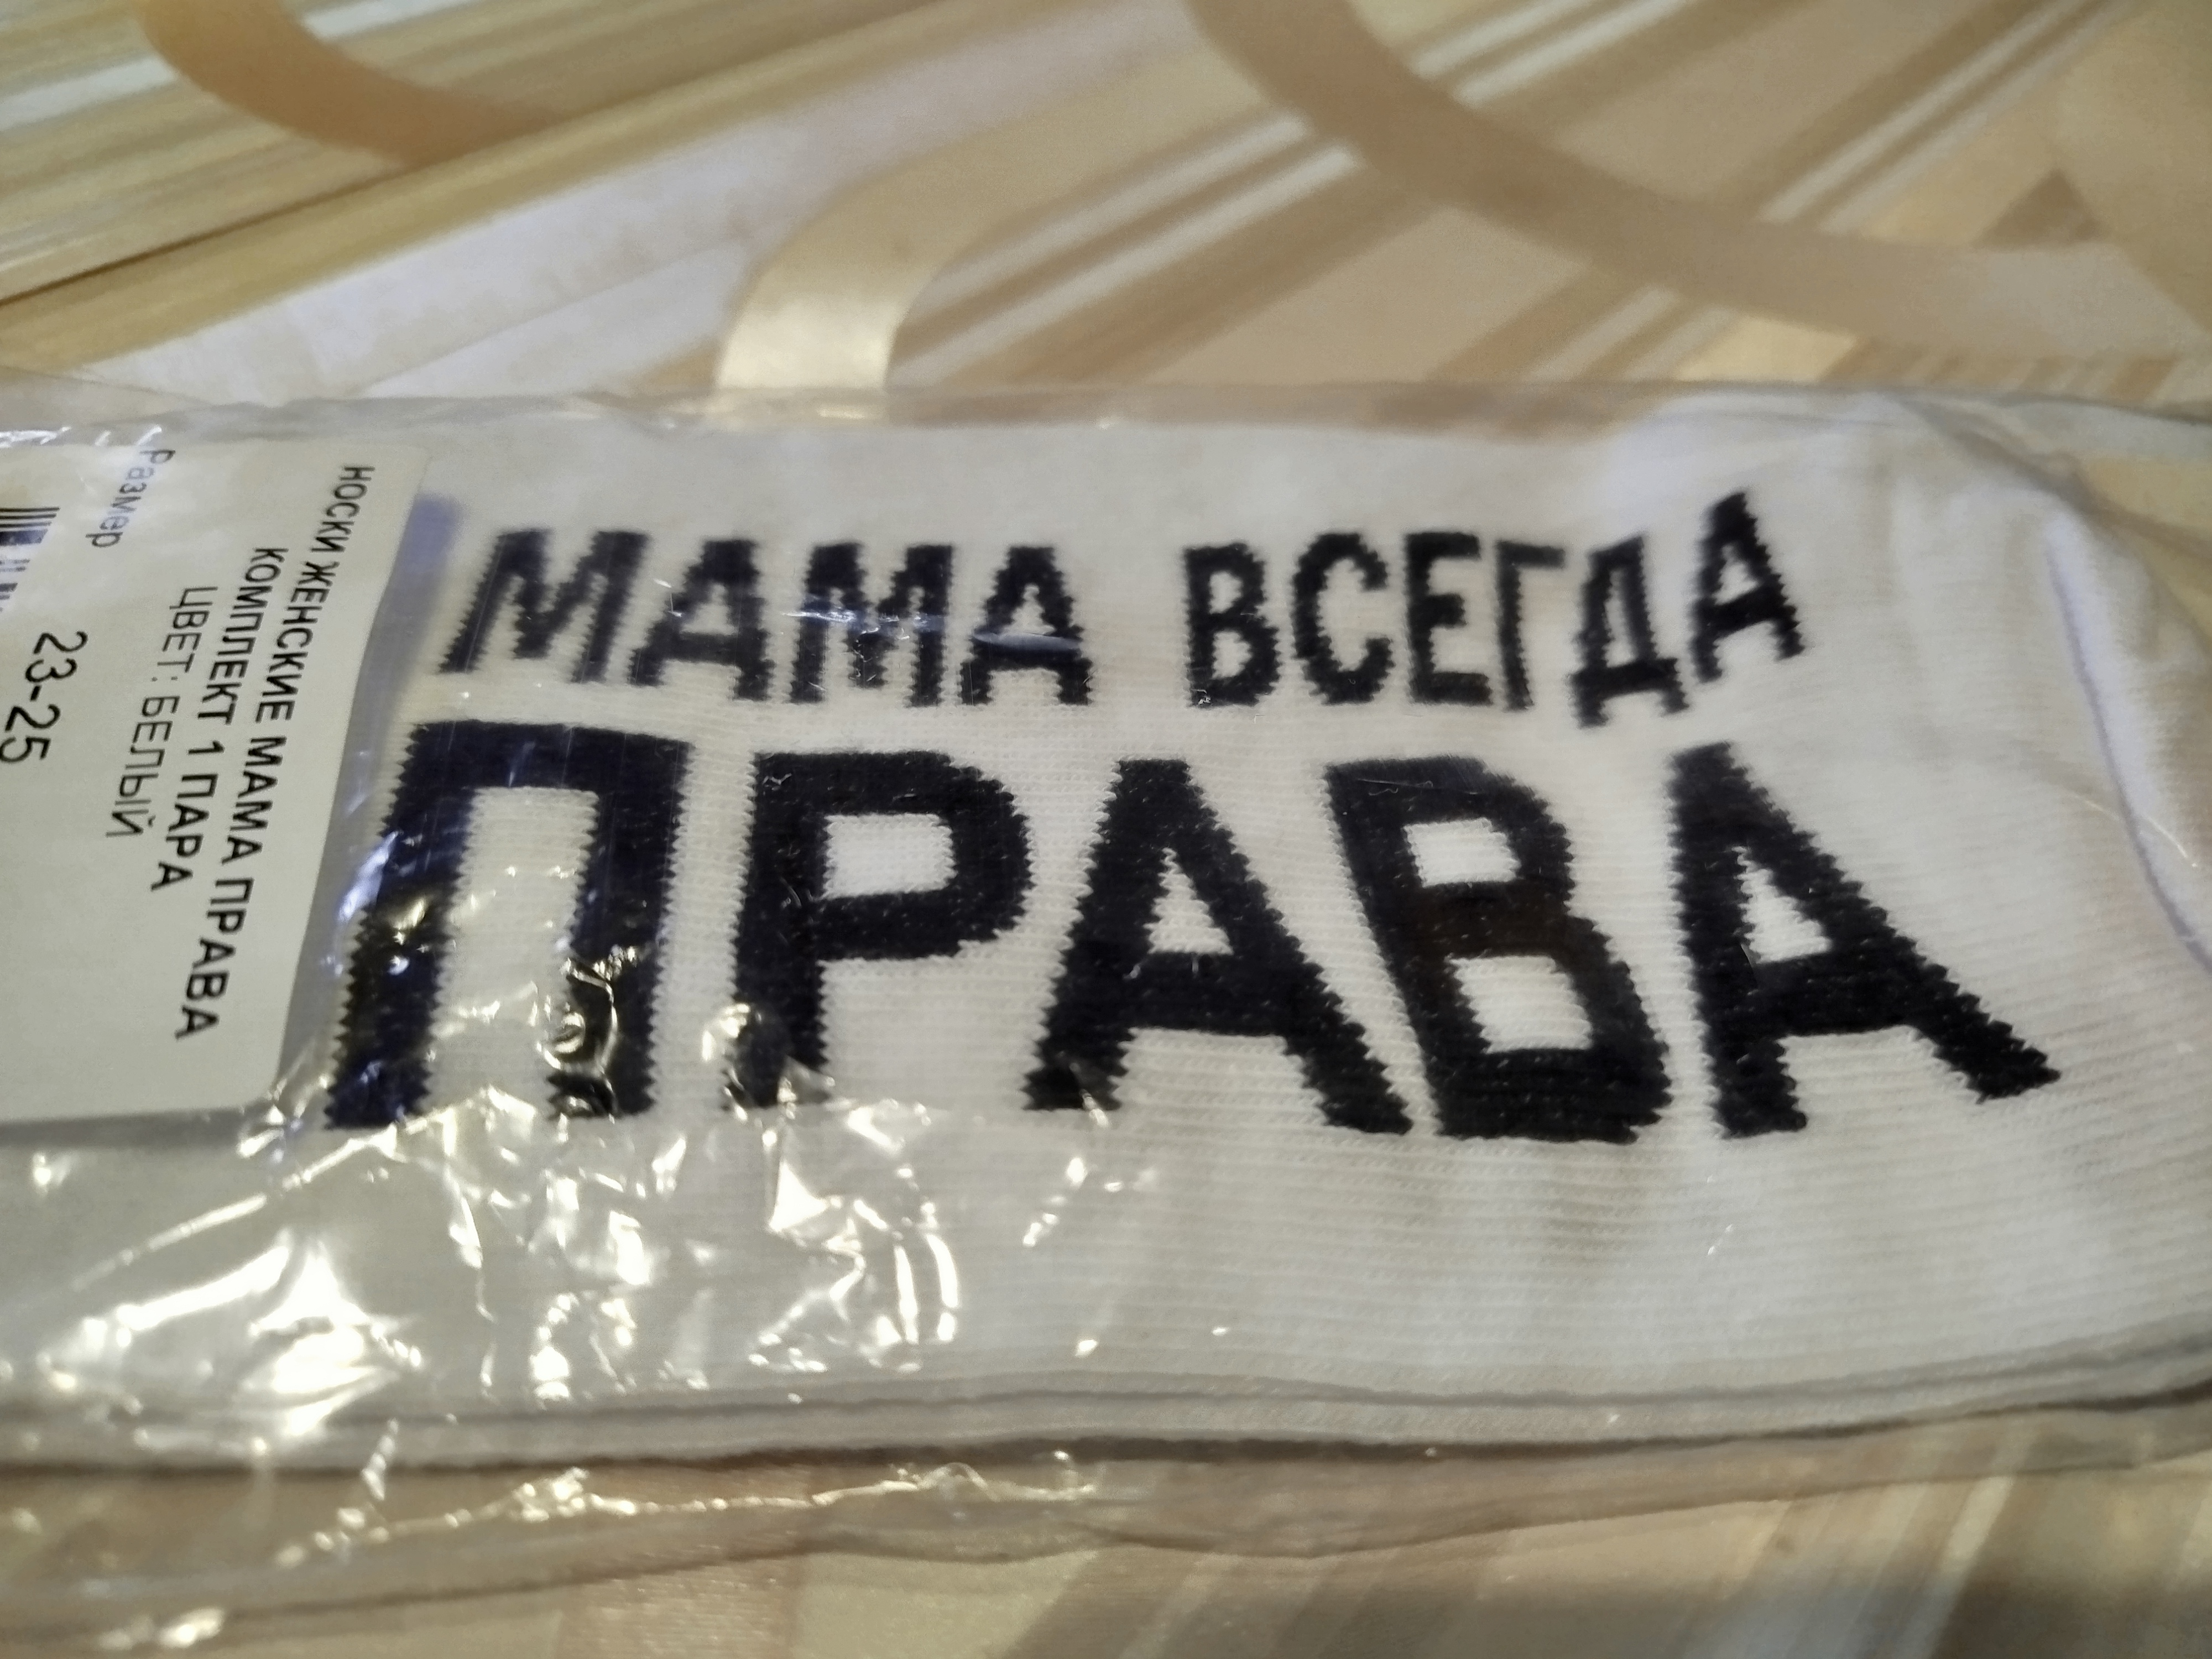 МАМА ВСЕГДА
ПРАВА
НОСКИ ЖЕНСКИЕ МАМА ПРАВА
КОМПЛЕКТ 1 ПАРА
ЦВЕТ: БЕЛЫЙ
Размер
23-25